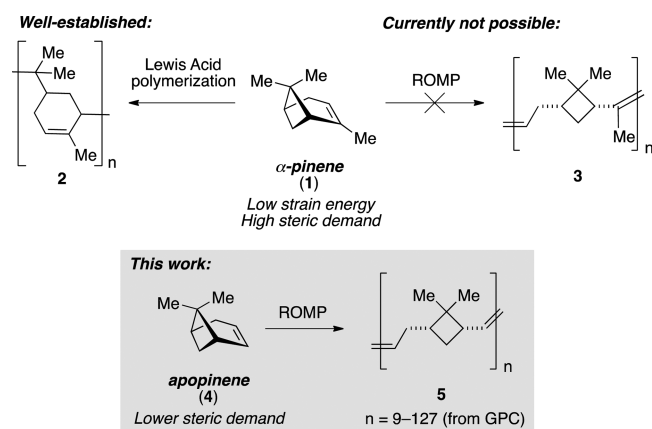 Well-established:
Currently not possible:
Me
Me
Me
n
2
Lewis Acid
polymerization
Me
Me
Me
α-pinene
(1)
Low strain energy
High steric demand
ROMP
Me
Me
Me
n
3
This work:
Me
Me
apopinene
(4)
Lower steric demand
ROMP
Me
Me
n
5
n = 9–127 (from GPC)